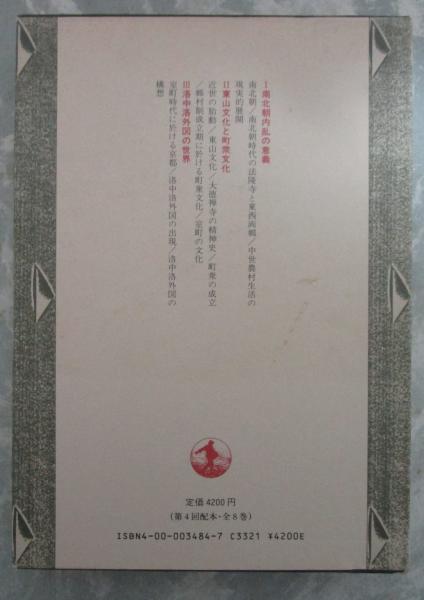 I 南北朝内乱の意義
南北朝／南北朝時代の法隆寺と東西両郷／中世農村生活の
現実的展開
II 東山文化と町衆文化
近世の胎動／東山文化／大徳禅寺の精神史／町衆の成立
／郷村制成立期に於ける町衆文化／室町の文化
III 洛中洛外図の世界
室町時代に於ける京都／洛中洛外図の出現／洛中洛外図の
構想
定価 4200円
(第4回配本・全8巻)
ISBN4-00-003484-7 C3321 ¥4200E